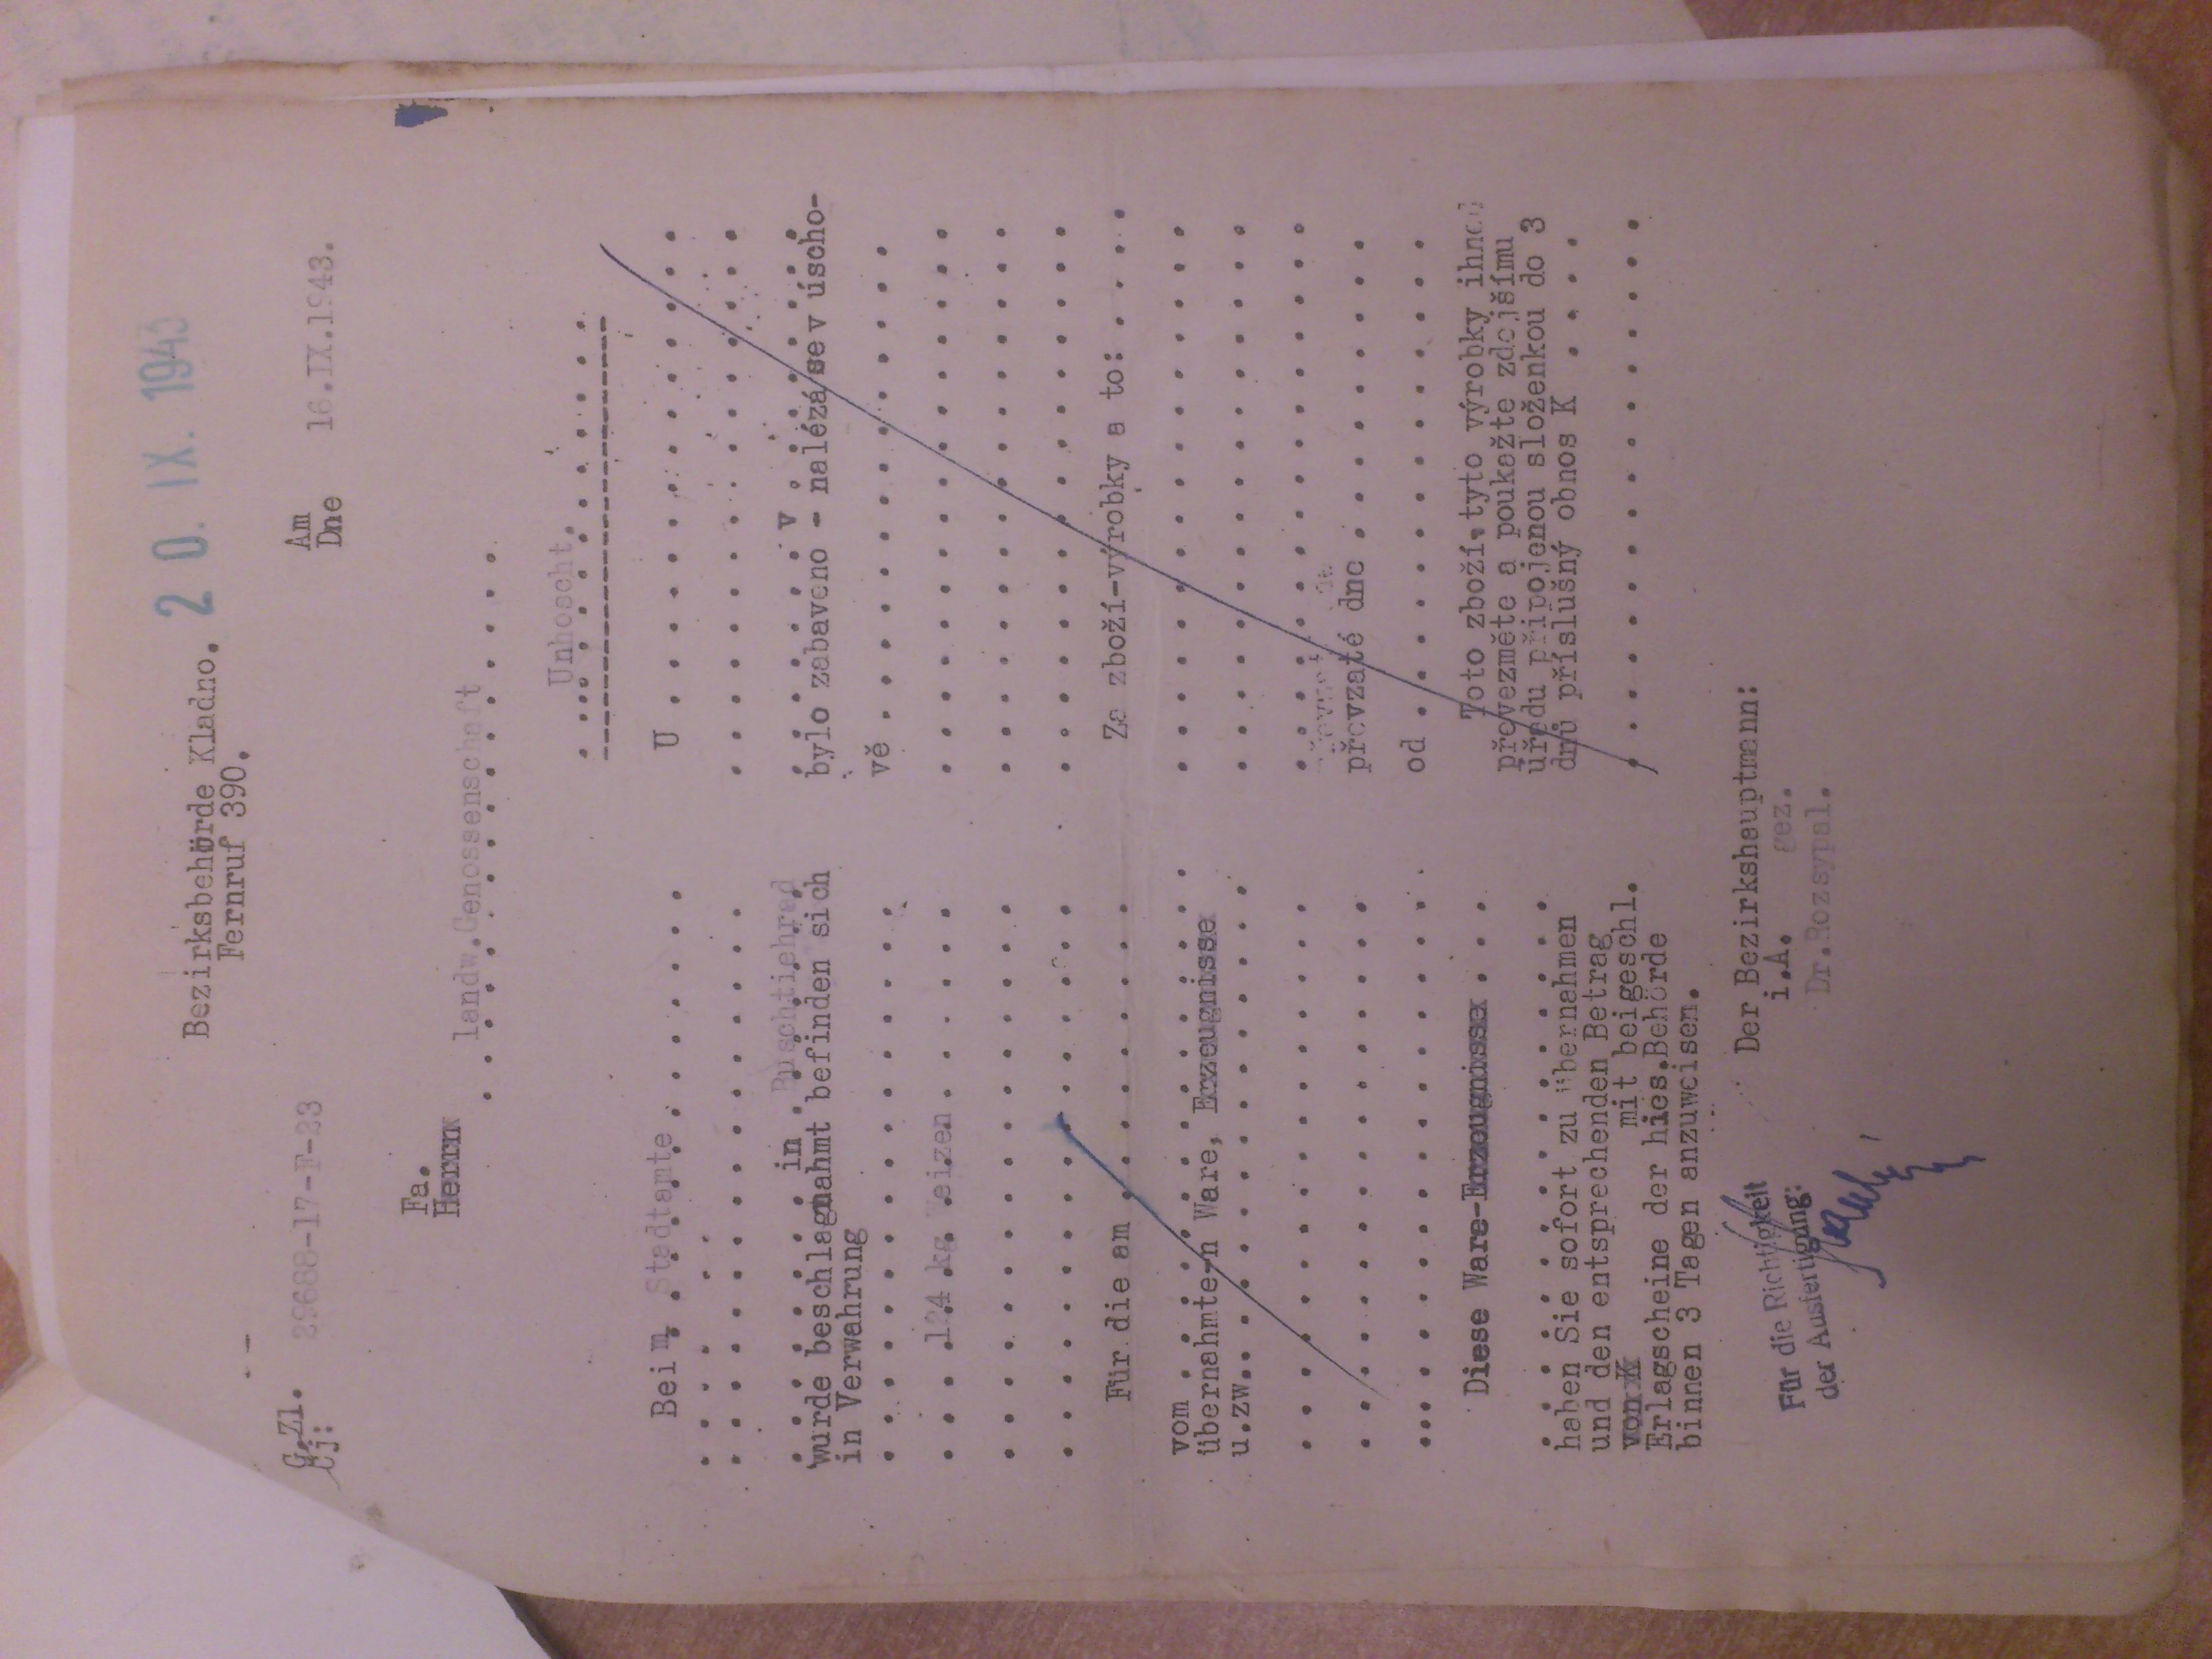 20. IX. 1943
Bezirksbehörde Kladno.
Fernruf 390.
G.Zl.
Čj: 29688-17-F-23
Am
Dne 16.IX.1943.
Fa.
Herrn
landw.Genossenschaft
Unhoscht.
Beim Stadtamte
in Buschtiehrad
wurde beschlagnahmt befinden sich
in Verwahrung
124 kg Weizen
Für die am
vom
übernahmte-n Ware, Erzeugnisse
u.zw.
Diese Ware-Erzeugnisse
haben Sie sofort zu übernahmen
und den entsprechenden Betrag
von K mit beigeschl.
Erlagscheine der hies.Behörde
binnen 3 Tagen anzuweisen.
U
v
bylo zabaveno - nalézá se v úscho-
vě
Za zboží-výrobky a to:
převzaté dne
od
Toto zboží, tyto výrobky ihned
převezměte a poukažte zdejšímu
úřadu připojenou složenkou do 3
dnů příslušný obnos K
Der Bezirkshauptmann:
i.A. gez.
Dr.Rozsypal.
Für die Richtigkeit
der Ausfertigung: